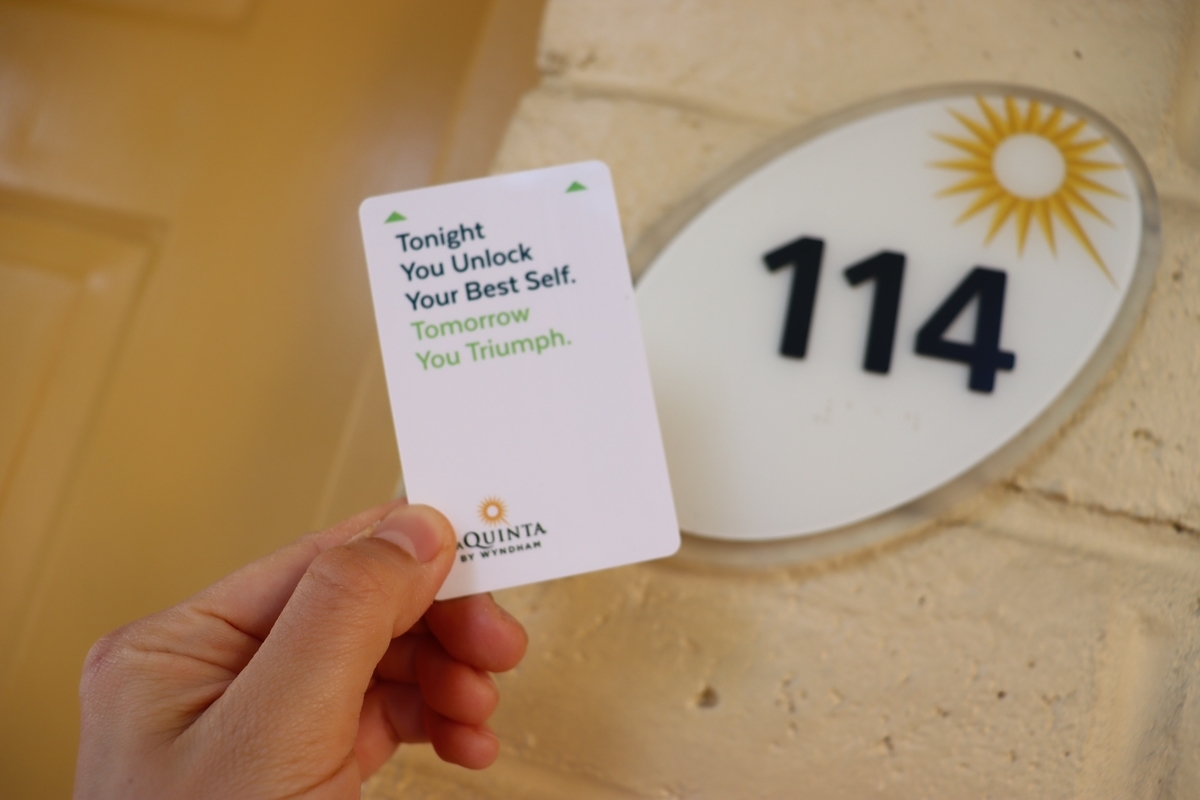 Tonight
You Unlock
Your Best Self.
Tomorrow
You Triumph.
AQUINTA
BY WYNDHAM
114